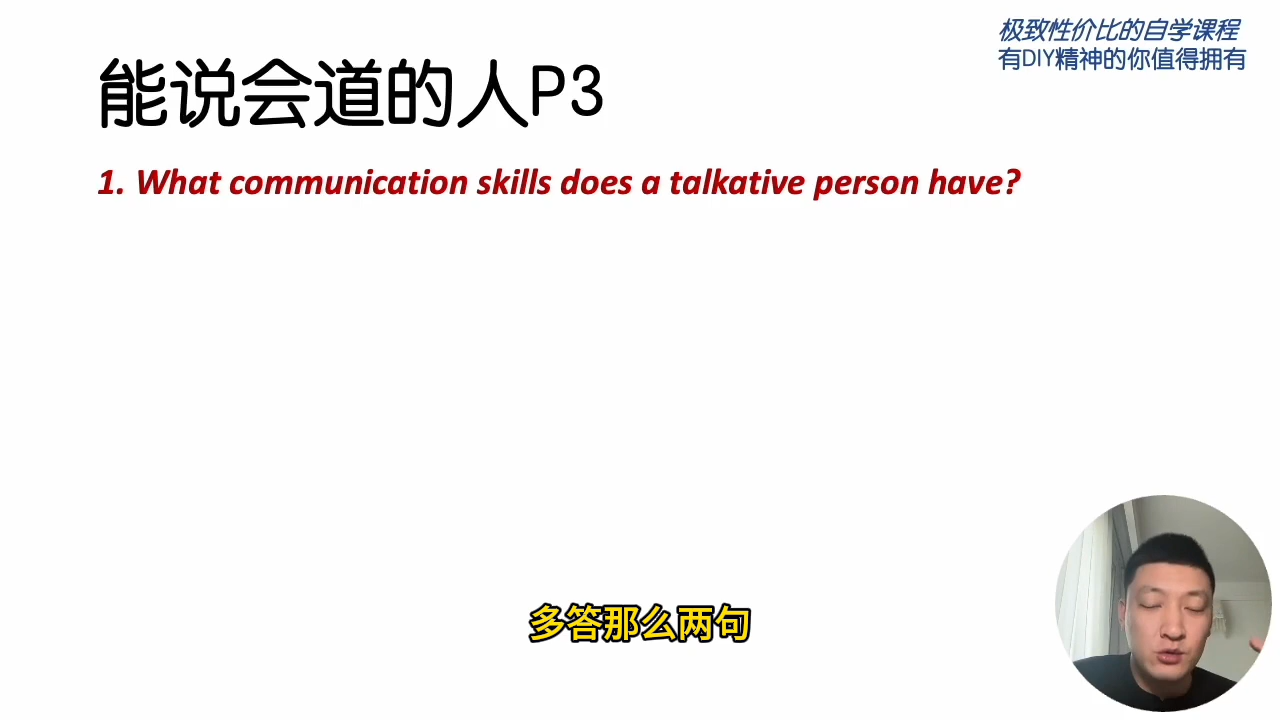 极致性价比的自学课程
有DIY精神的你值得拥有
能说会道的人P3
1. What communication skills does a talkative person have?
多答那么两句